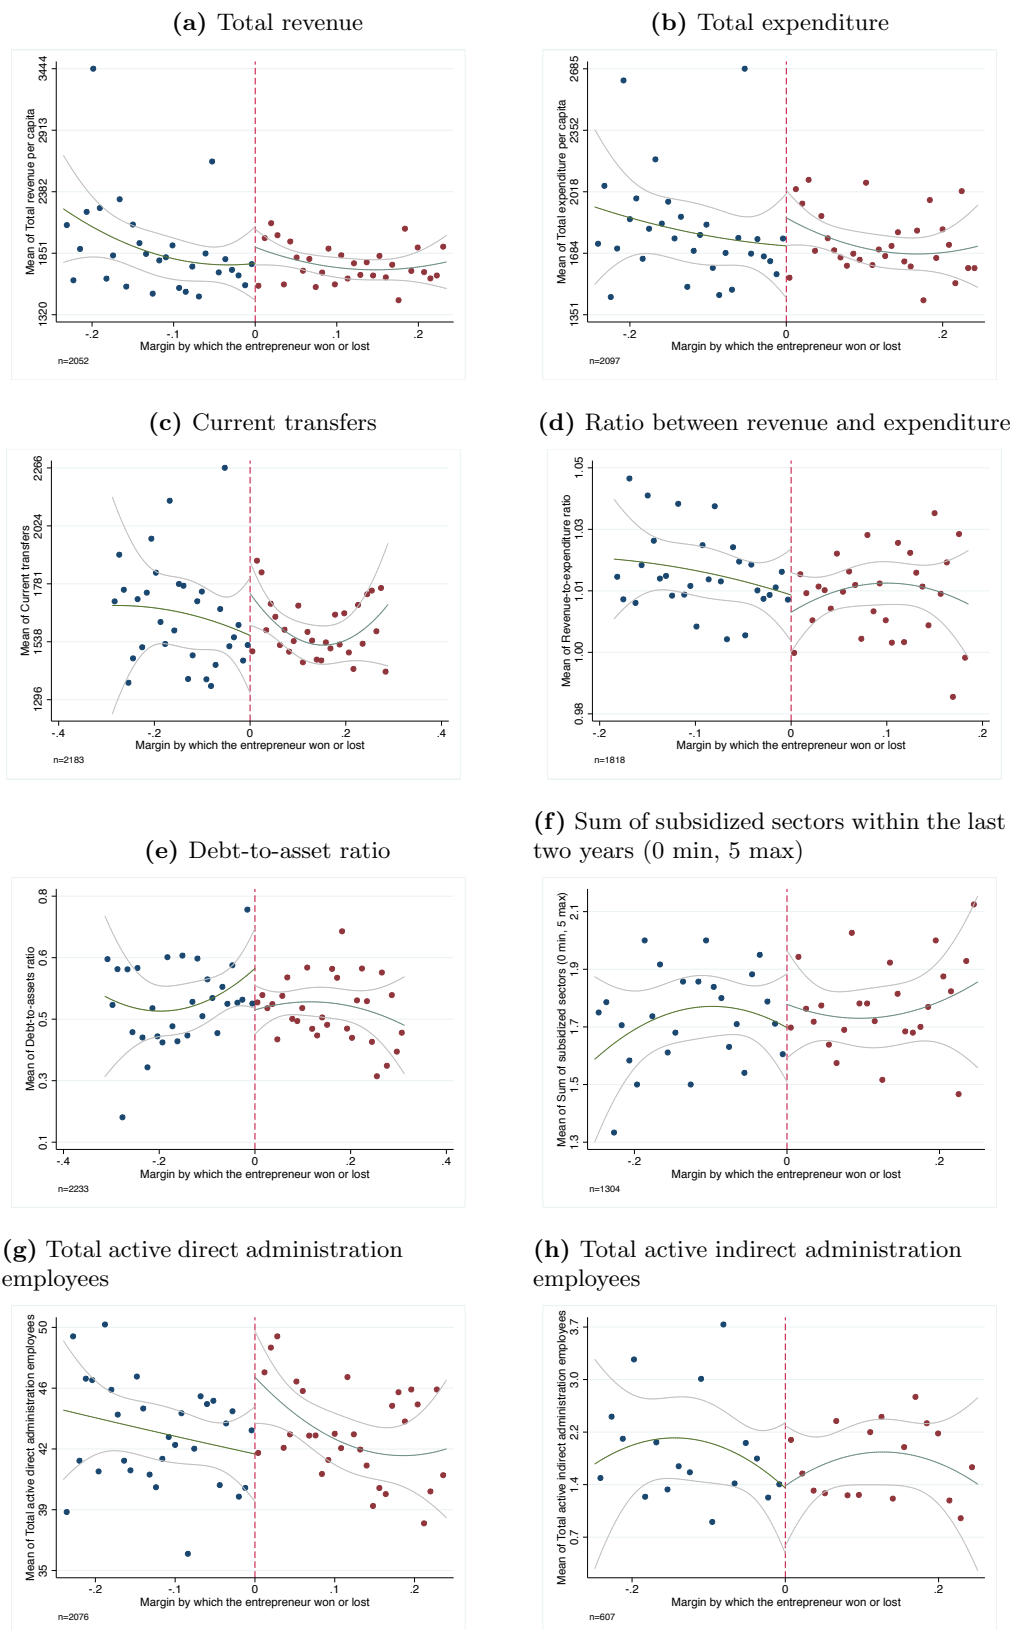 (a) Total revenue
Mean of Total revenue per capita
3444
2913
2382
1851
1320
-.2 -.1 0 .1 .2
Margin by which the entrepreneur won or lost
n=2052
(b) Total expenditure
Mean of Total expenditure per capita
2685
2352
2018
1684
1351
-.2 0 .2
Margin by which the entrepreneur won or lost
n=2097
(c) Current transfers
Mean of Current transfers
2266
2024
1781
1538
1296
-.4 -.2 0 .2 .4
Margin by which the entrepreneur won or lost
n=2183
(d) Ratio between revenue and expenditure
Mean of Revenue-to-expenditure ratio
1.05
1.03
1.01
1.00
0.98
-.2 -.1 0 .1 .2
Margin by which the entrepreneur won or lost
n=1818
(e) Debt-to-asset ratio
Mean of Debt-to-assets ratio
0.8
0.6
0.5
0.3
0.1
-.4 -.2 0 .2 .4
Margin by which the entrepreneur won or lost
n=2233
(f) Sum of subsidized sectors within the last
two years (0 min, 5 max)
Mean of Sum of subsidized sectors (0 min, 5 max)
2.1
1.9
1.7
1.5
1.3
-.2 0 .2
Margin by which the entrepreneur won or lost
n=1304
(g) Total active direct administration
employees
Mean of Total active direct administration employees
50
46
42
39
35
-.2 -.1 0 .1 .2
Margin by which the entrepreneur won or lost
n=2076
(h) Total active indirect administration
employees
Mean of Total active indirect administration employees
3.7
3.0
2.2
1.4
0.7
-.2 0 .2
Margin by which the entrepreneur won or lost
n=607